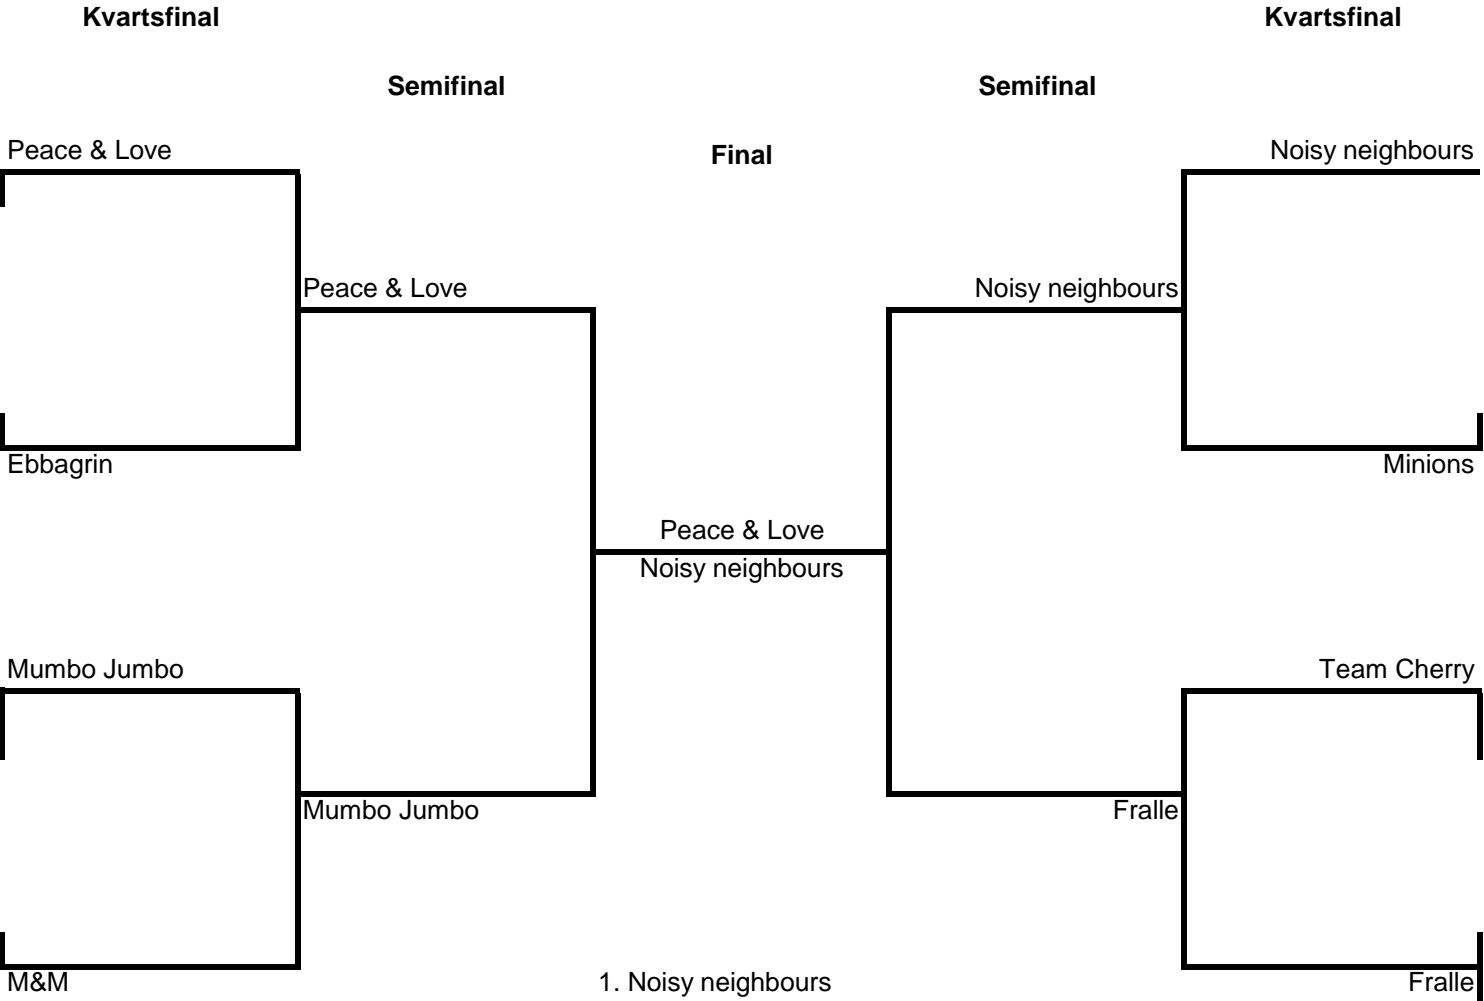 Kvartsfinal
Kvartsfinal
Semifinal
Semifinal
Peace & Love
Final
Noisy neighbours
Peace & Love
Noisy neighbours
Ebbagrin
Minions
Peace & Love
Noisy neighbours
Mumbo Jumbo
Team Cherry
Mumbo Jumbo
Fralle
M&M
1. Noisy neighbours
Fralle